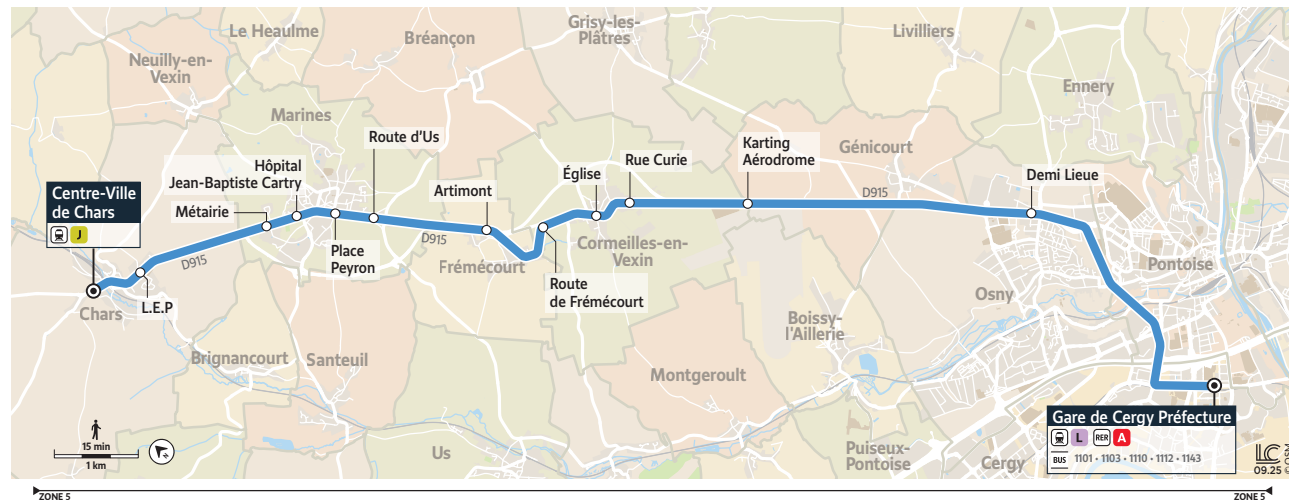 Le Heaulme
Neuilly-en-
Vexin
Bréançon
Grisy-les-
Plâtres
Livilliers
Ennery
Marines
Route d'Us
Karting
Aérodrome
Génicourt
Hôpital
Jean-Baptiste Cartry
Église
Rue Curie
Demi Lieue
Centre-Ville
de Chars
J
Métairie
Artimont
D915
D915
D915
Place
Peyron
Frémécourt
Cormeilles-en-
Vexin
Pontoise
Route
de Frémécourt
Osny
L.E.P
Chars
Boissy-
l'Aillerie
Brignancourt
Santeuil
Montgeroult
Gare de Cergy Préfecture
L RER A
BUS 1101 • 1103 • 1110 • 1112 • 1143
15 min
1 km
Us
Puiseux-
Pontoise
Cergy
LC
09.25 © OSM
ZONE 5
ZONE 5